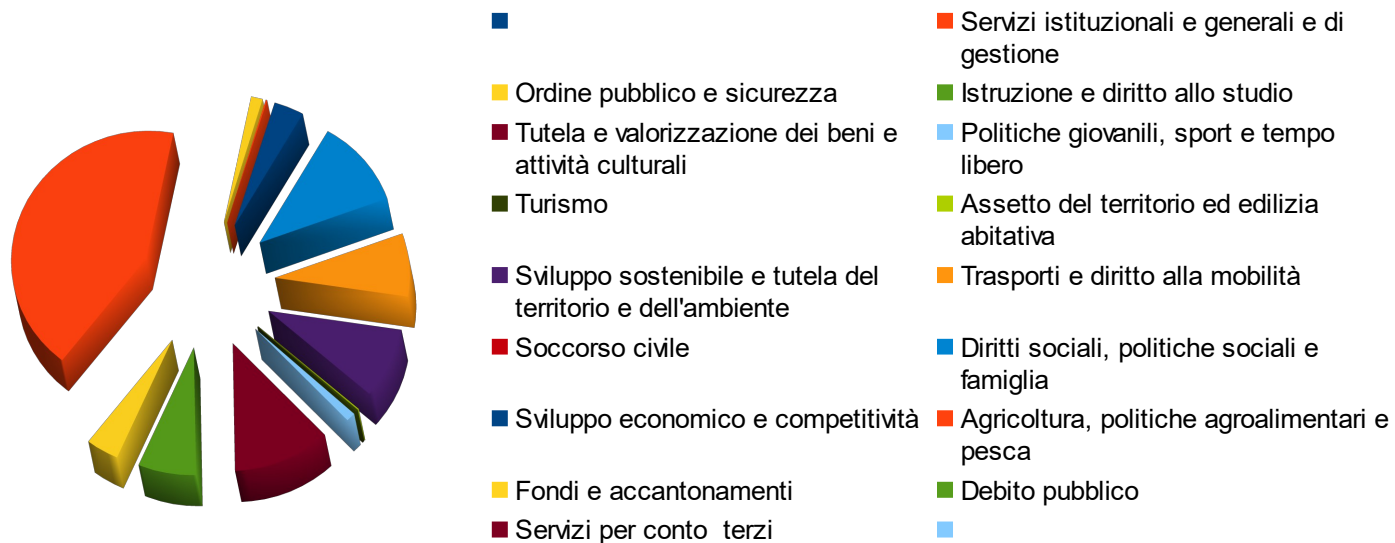 Servizi istituzionali e generali e di
gestione
Ordine pubblico e sicurezza
Istruzione e diritto allo studio
Tutela e valorizzazione dei beni e
attività culturali
Politiche giovanili, sport e tempo
libero
Turismo
Assetto del territorio ed edilizia
abitativa
Sviluppo sostenibile e tutela del
territorio e dell'ambiente
Trasporti e diritto alla mobilità
Soccorso civile
Diritti sociali, politiche sociali e
famiglia
Sviluppo economico e competitività
Agricoltura, politiche agroalimentari e
pesca
Fondi e accantonamenti
Debito pubblico
Servizi per conto  terzi